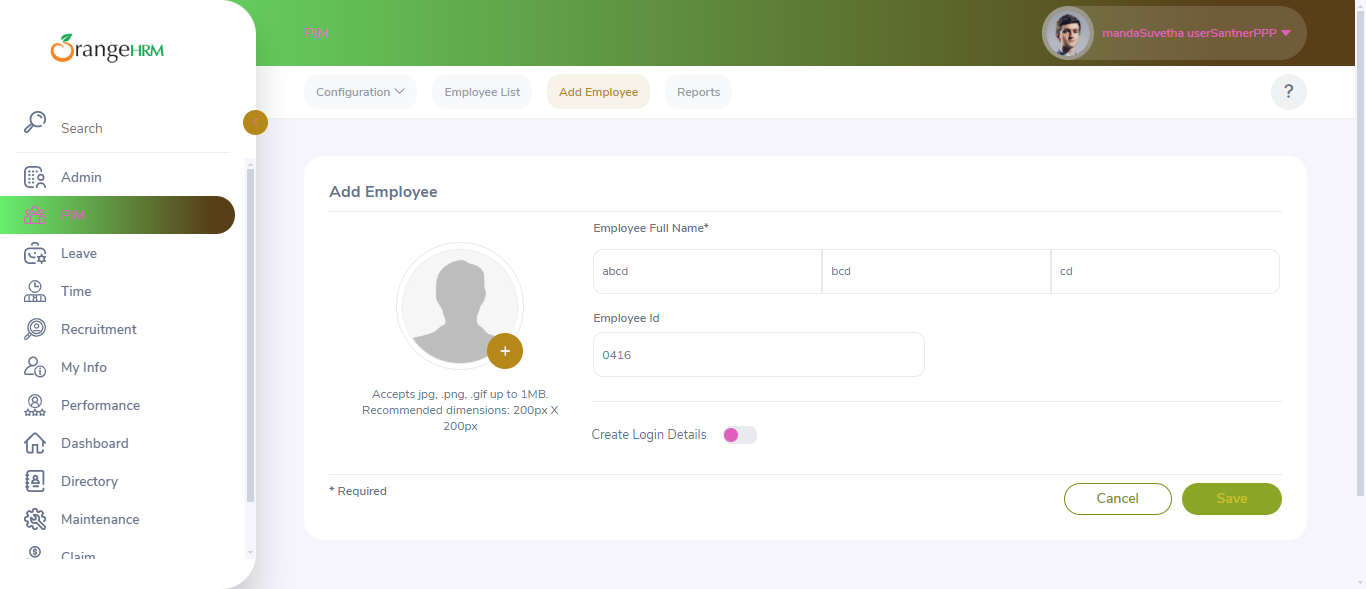 OrangeHRM
PIM
mandaSuvetha userSantnerPPP
Configuration
Employee List
Add Employee
Reports
?
Search
Admin
PIM
Leave
Time
Recruitment
My Info
Performance
Dashboard
Directory
Maintenance
Claim
Add Employee
Accepts jpg, .png, .gif up to 1MB.
Recommended dimensions: 200px X
200px
Employee Full Name*
abcd
bcd
cd
Employee Id
0416
Create Login Details
* Required
Cancel
Save